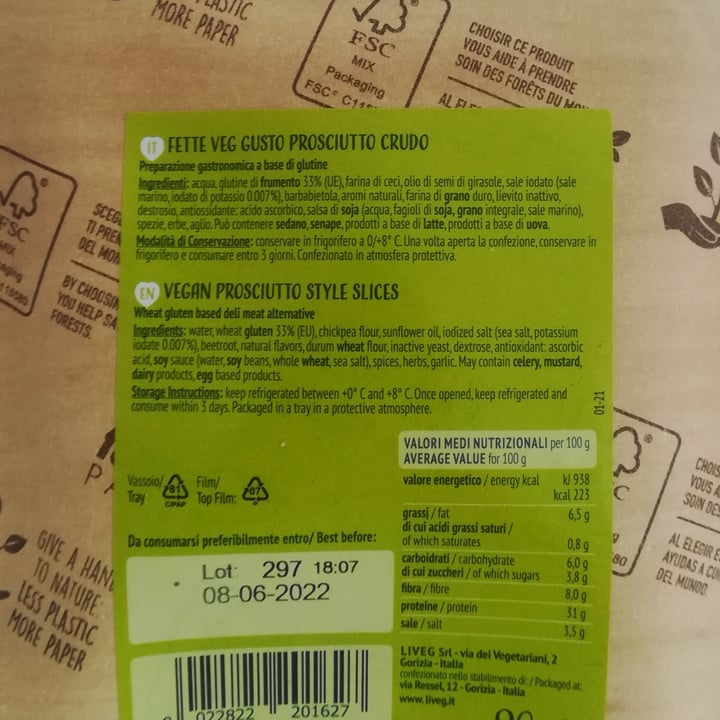 PLASTIC
MORE PAPER
FSC
MIX
Packaging
FSC® C115
CHOISIR CE PRODUIT
VOUS AIDE À PRENDRE
SOIN DES FORÊTS DU
AL
IT FETTE VEG GUSTO PROSCIUTTO CRUDO
Preparazione gastronomica a base di glutine
Ingredienti: acqua, glutine di frumento 33% (UE), farina di ceci, olio di semi di girasole, sale iodato (sale
marino, iodato di potassio 0.007%), barbabietola, aromi naturali, farina di grano duro, lievito inattivo,
destrosio, antiossidante: acido ascorbico, salsa di soja (acqua, fagioli di soja, grano integrale, sale marino),
spezie, erbe, aglio. Può contenere sedano, senape, prodotti a base di latte, prodotti a base di uova.
Modalità di Conservazione: conservare in frigorifero a 0/+8° C. Una volta aperta la confezione, conservare in
frigorifero e consumare entro 3 giorni. Confezionato in atmosfera protettiva.
EN VEGAN PROSCIUTTO STYLE SLICES
Wheat gluten based deli meat alternative
Ingredients: water, wheat gluten 33% (EU), chickpea flour, sunflower oil, iodized salt (sea salt, potassium
iodate 0.007%), beetroot, natural flavors, durum wheat flour, inactive yeast, dextrose, antioxidant: ascorbic
acid, soy sauce (water, soy beans, whole wheat, sea salt), spices, herbs, garlic. May contain celery, mustard,
dairy products, egg based products.
Storage Instructions: keep refrigerated between +0° C and +8° C. Once opened, keep refrigerated and
consume within 3 days. Packaged in a tray in a protective atmosphere.
01-21
VALORI MEDI NUTRIZIONALI per 100 g
AVERAGE VALUE for 100 g
valore energetico / energy kcal kJ 938
kcal 223
grassi / fat 6,5 g
di cui acidi grassi saturi /
of which saturates 0,8 g
carboidrati / carbohydrate 6,0 g
di cui zuccheri / of which sugars 3,8 g
fibra / fibre 8,0 g
proteine / protein 31 g
sale / salt 3,5 g
Vassoio/
Tray
81
C/PAP
Film/
Top Film:
07
Da consumarsi preferibilmente entro/ Best before:
Lot: 297 18:07
08-06-2022
022822 201627
LIVEG Srl - via dei Vegetariani, 2
Gorizia - Italia
confezionato nello stabilimento di: / Packaged at:
via Ressel, 12 - Gorizia - Italia
www.liveg.it
FSC
MIX
BY CHOOSIN
YOU HELP
FORESTS.
GIVE A HAND
TO NATURE:
LESS PLASTIC
MORE PAPER
AL ELEGIR
AYUDAS A
DEL MUNDO.